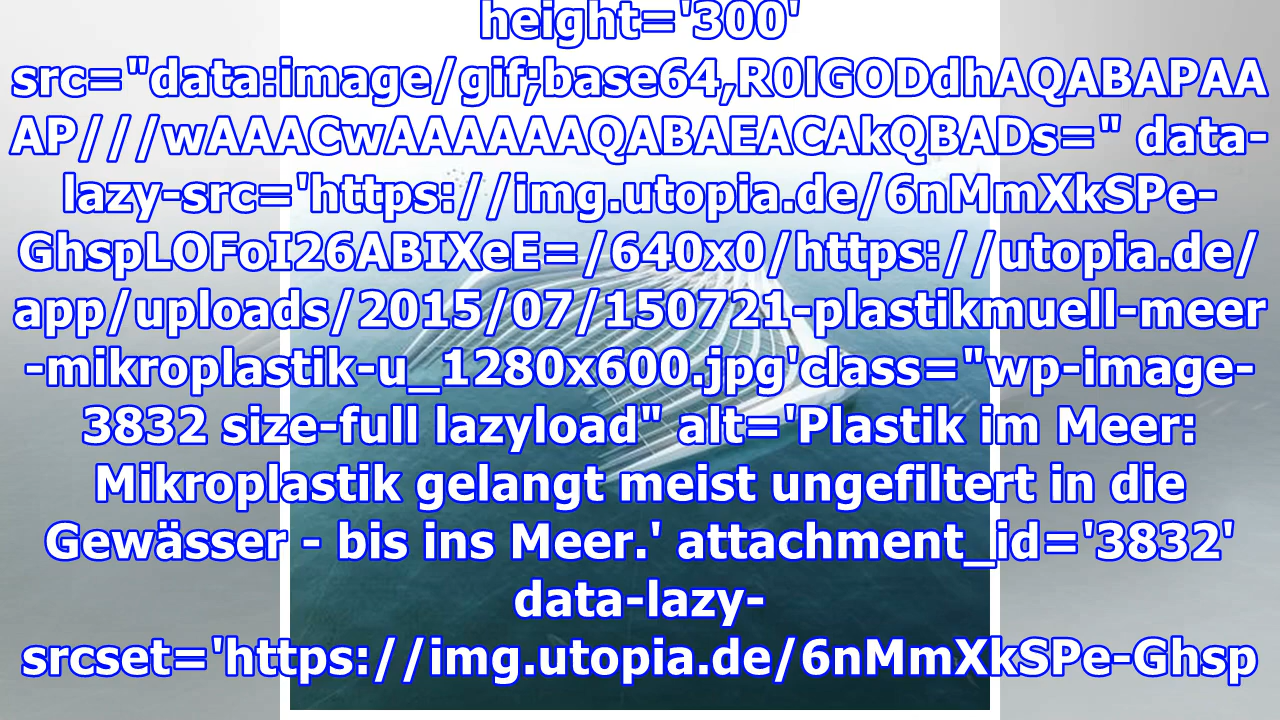 height='300'
src="data:image/gif;base64,R0lGODdhAQABAPAA
AP///wAAACwAAAAAAQABAEACAkQBADs=" data-
lazy-src='https://img.utopia.de/6nMmXkSPe-
GhspLOFoI26ABIXeE=/640x0/https://utopia.de/
app/uploads/2015/07/150721-plastikmuell-meer
-mikroplastik-u_1280x600.jpg'class="wp-image-
3832 size-full lazyload" alt='Plastik im Meer:
Mikroplastik gelangt meist ungefiltert in die
Gewässer - bis ins Meer.' attachment_id='3832'
data-lazy-
srcset='https://img.utopia.de/6nMmXkSPe-Ghsp